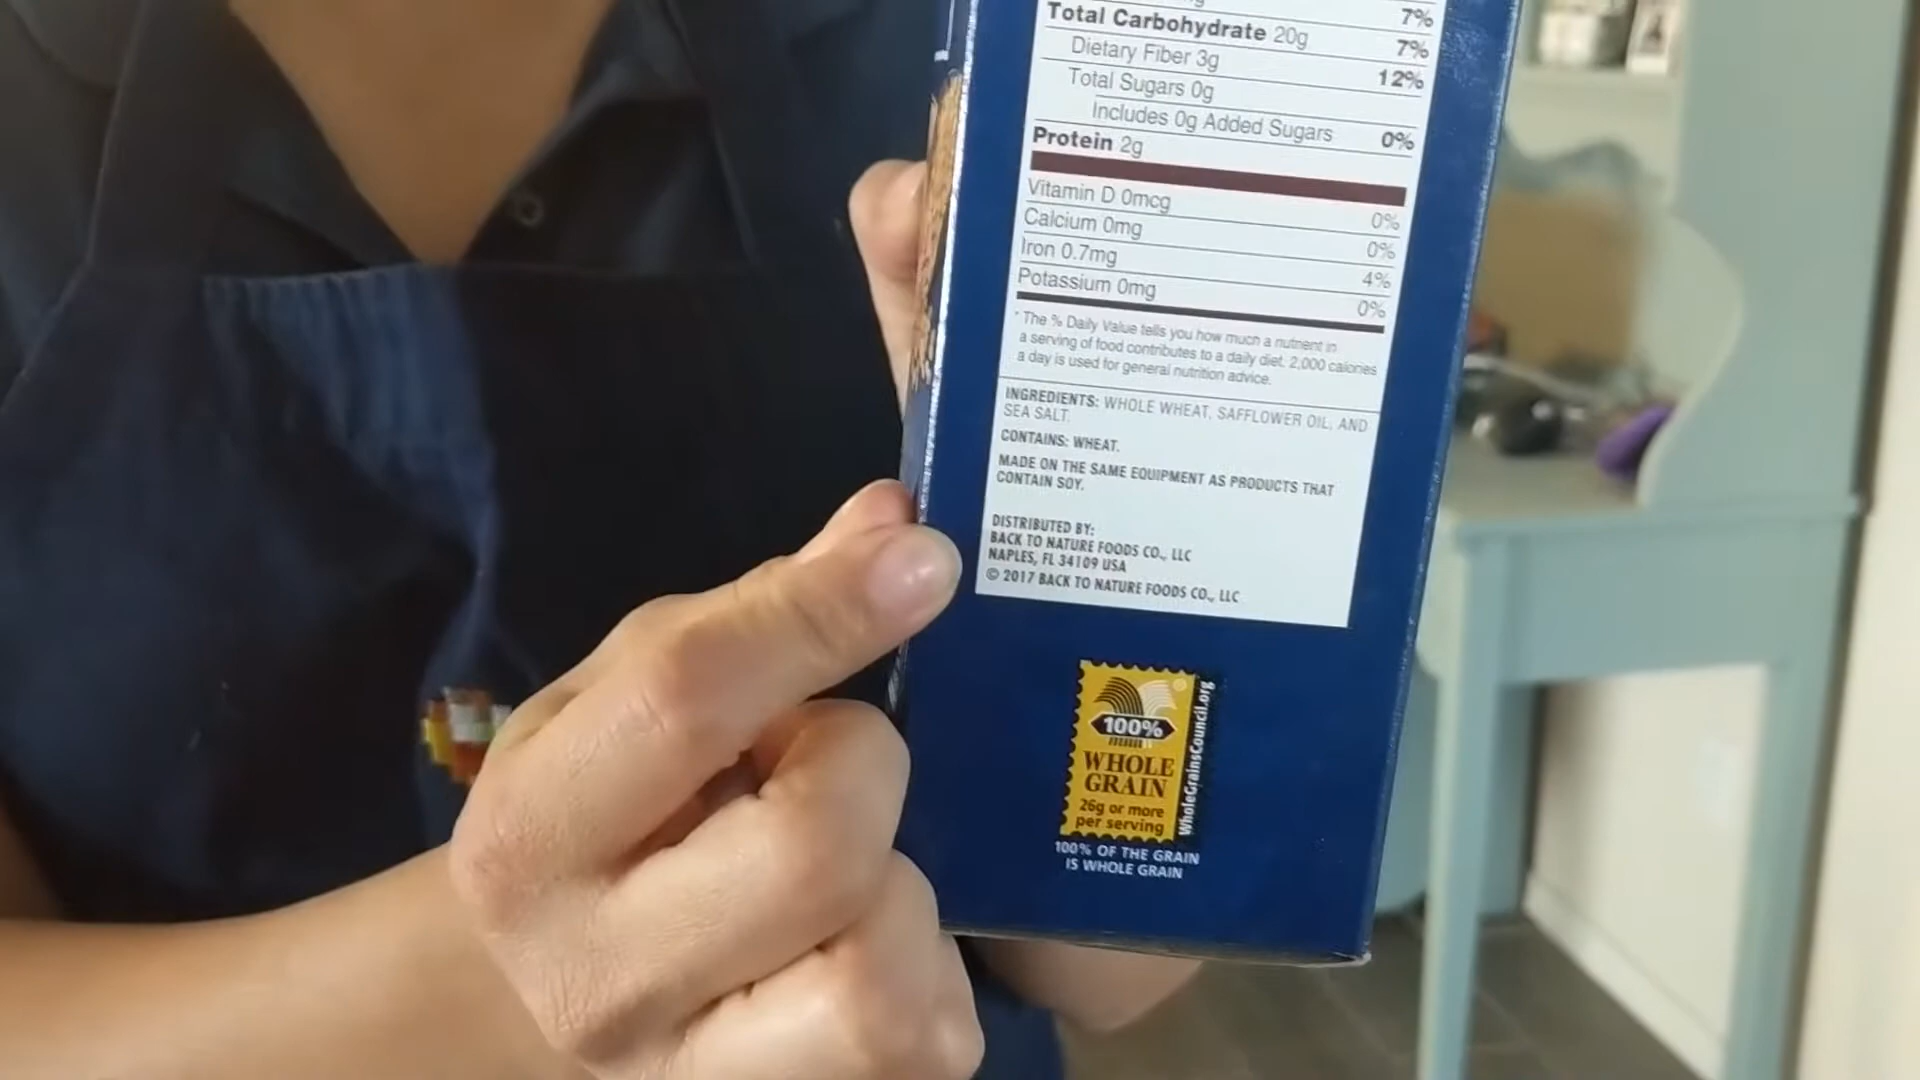 7%
Total Carbohydrate 20g 7%
Dietary Fiber 3g 12%
Total Sugars 0g
Includes 0g Added Sugars 0%
Protein 2g
Vitamin D 0mcg 0%
Calcium 0mg 0%
Iron 0.7mg 4%
Potassium 0mg 0%
* The % Daily Value tells you how much a nutrient in
a serving of food contributes to a daily diet. 2,000 calories
a day is used for general nutrition advice.
INGREDIENTS: WHOLE WHEAT, SAFFLOWER OIL, AND
SEA SALT.
CONTAINS: WHEAT.
MADE ON THE SAME EQUIPMENT AS PRODUCTS THAT
CONTAIN SOY.
DISTRIBUTED BY:
BACK TO NATURE FOODS CO., LLC
NAPLES, FL 34109 USA
© 2017 BACK TO NATURE FOODS CO., LLC
100%
WHOLE
GRAIN
26g or more
per serving
WholeGrainsCouncil.org
100% OF THE GRAIN
IS WHOLE GRAIN